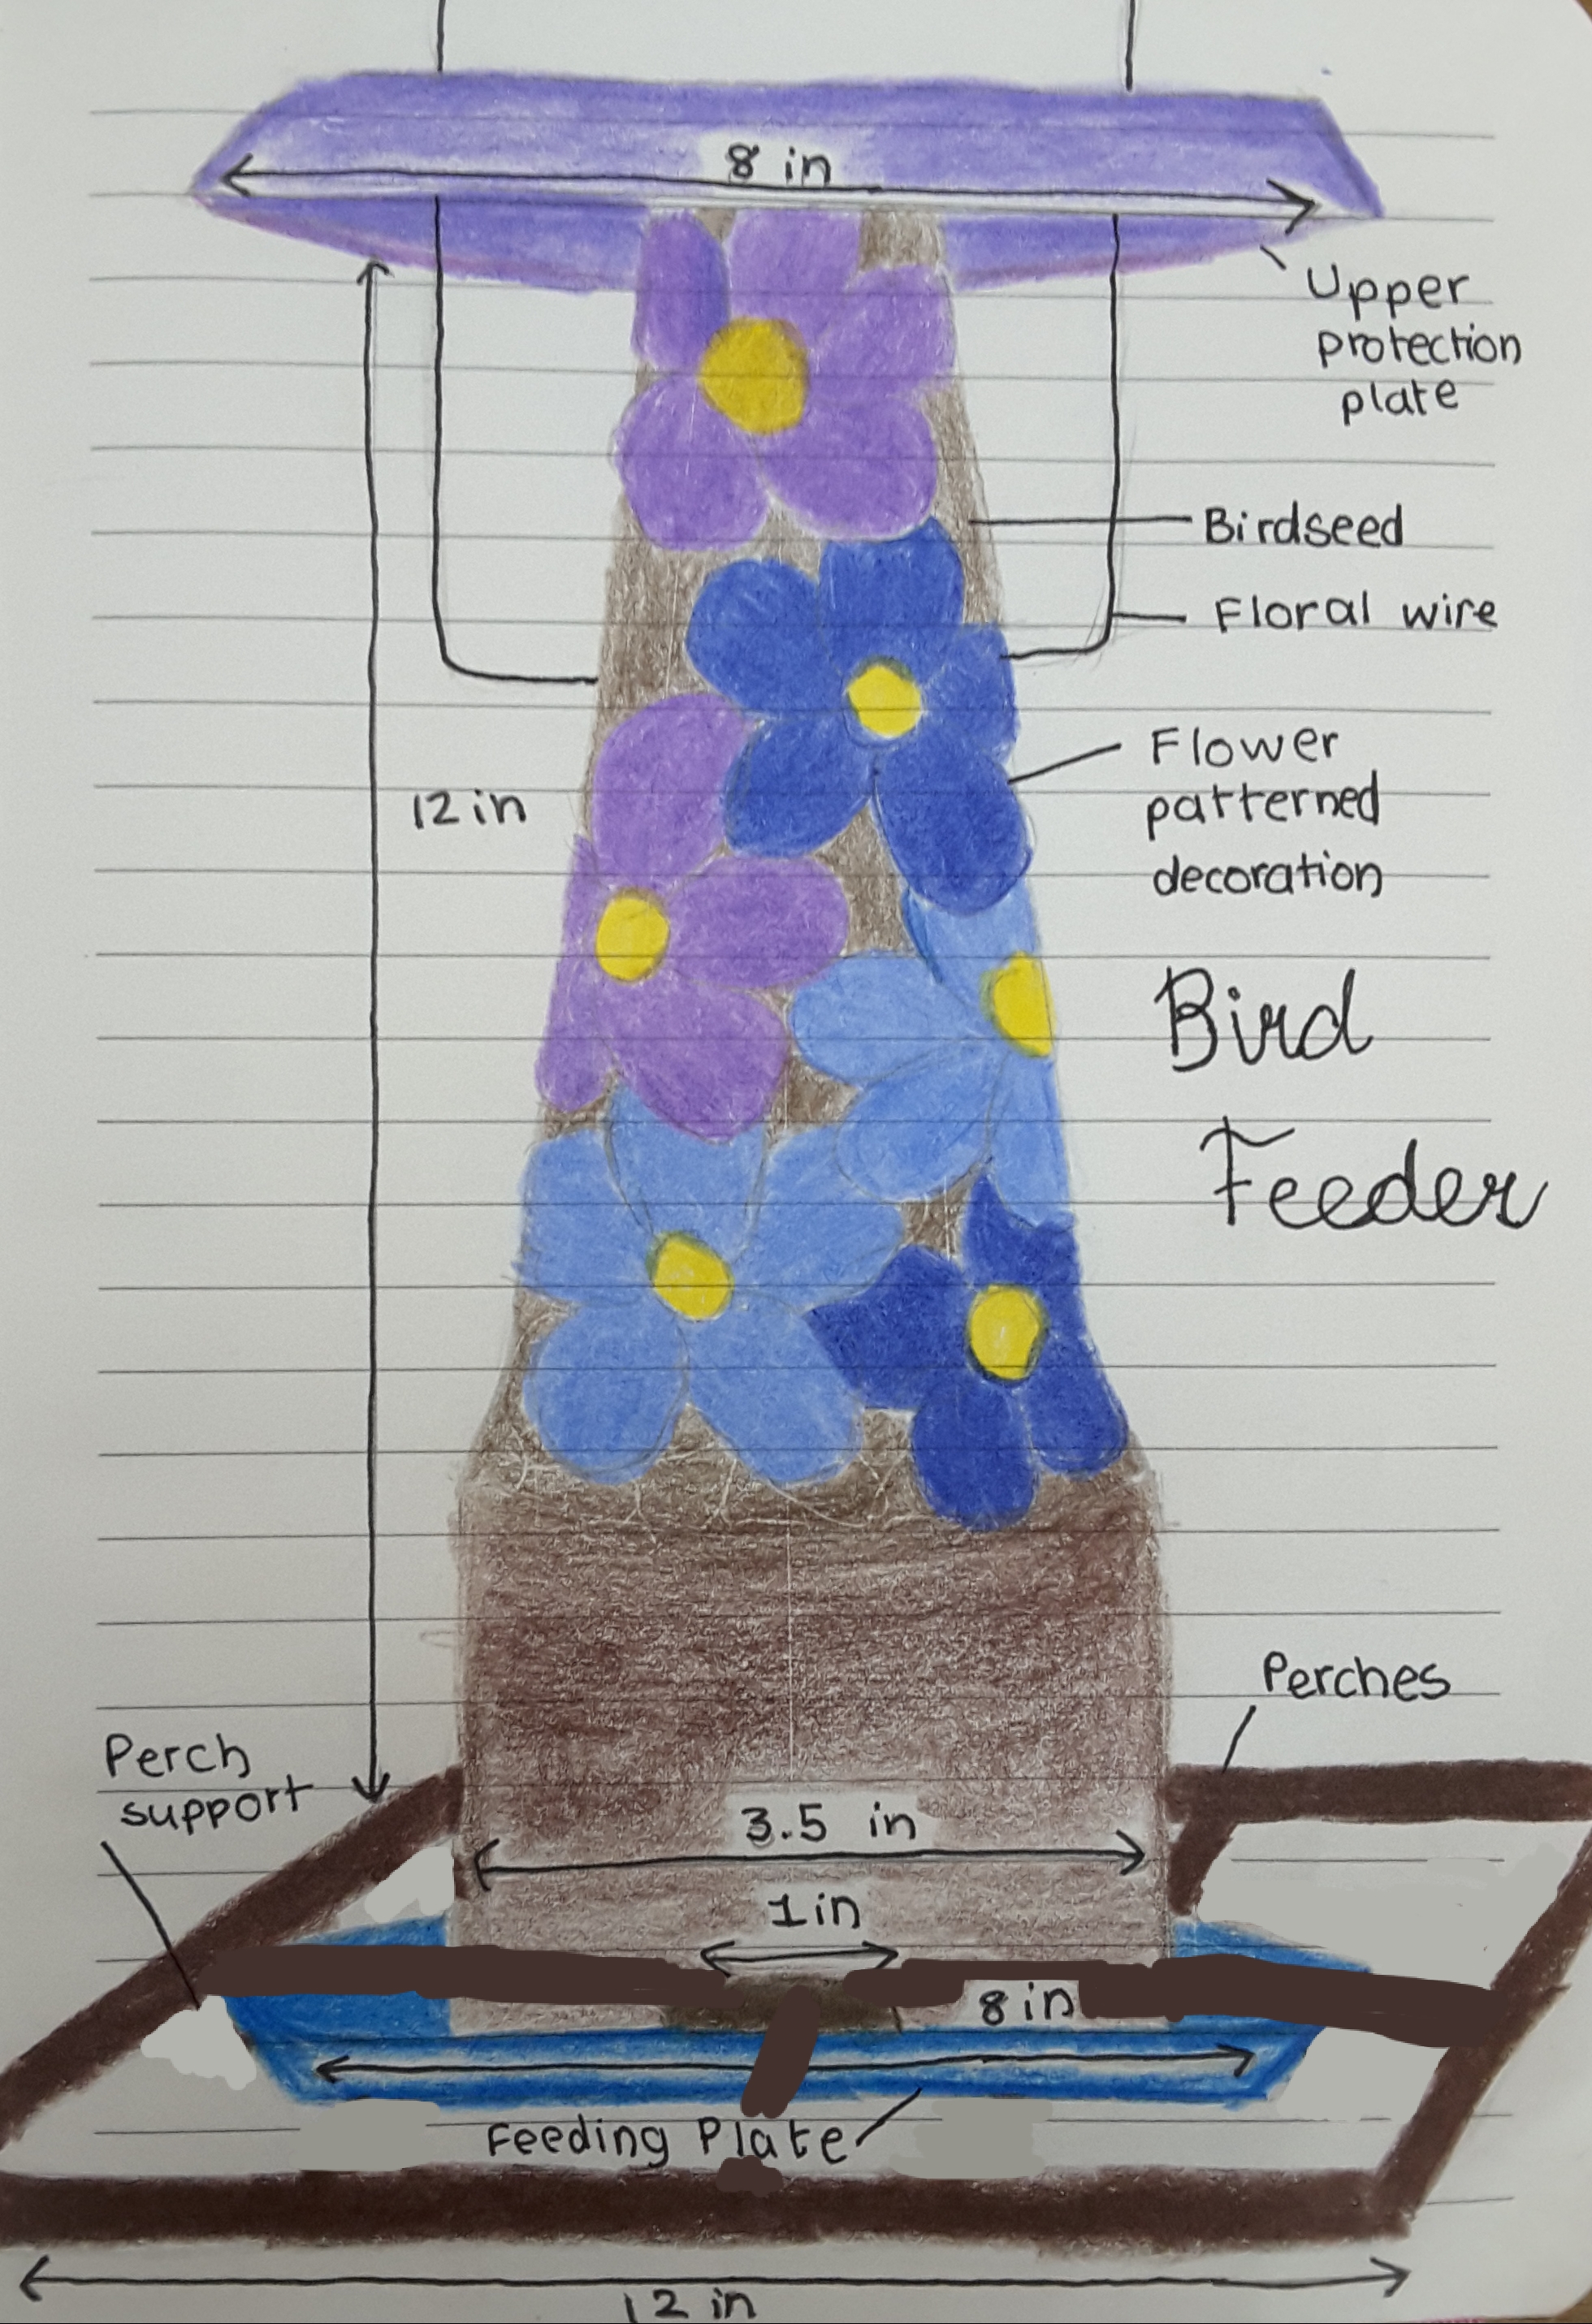 8 in
Upper
protection
plate
Birdseed
Floral wire
Flower
patterned
decoration
12 in
Bird
Feeder
Perches
Perch
support
3.5 in
1 in
8 in
Feeding Plate
12 in